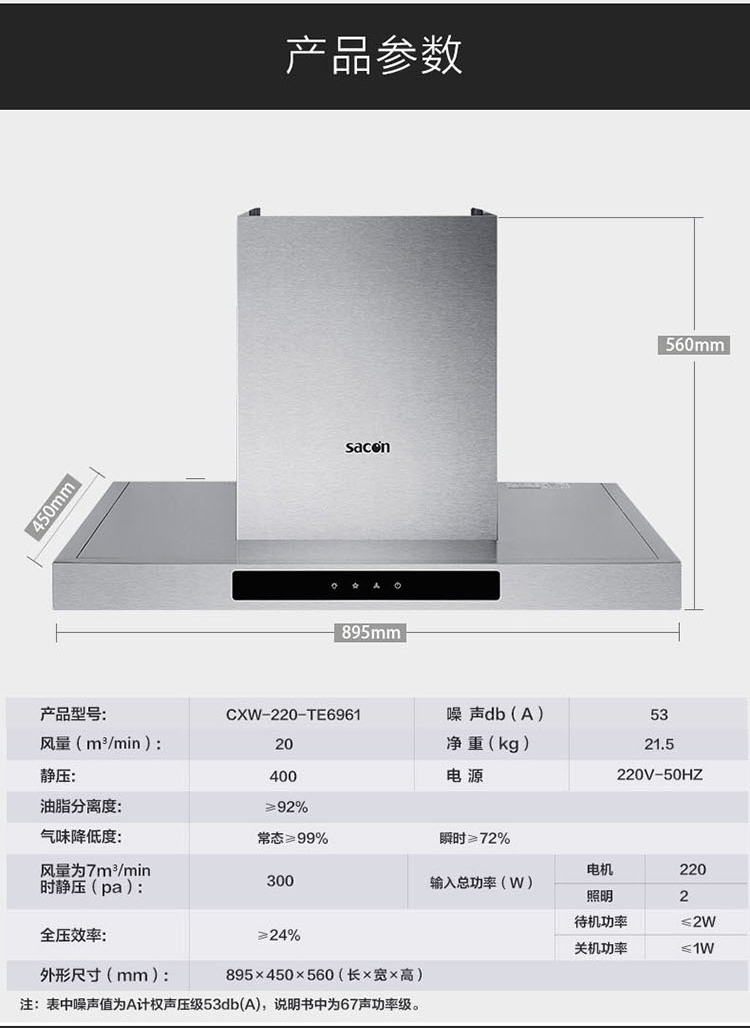 产品参数
560mm
sacon
450mm
895mm
产品型号: CXW-220-TE6961 噪 声db(A) 53
风量(m³/min): 20 净 重(kg) 21.5
静压: 400 电 源 220V-50HZ
油脂分离度: ≥92%
气味降低度: 常态≥99% 瞬时≥72%
风量为7m³/min
时静压(pa): 300 输入总功率(W) 电机 220
照明 2
全压效率: ≥24% 待机功率 ≤2W
关机功率 ≤1W
外形尺寸(mm): 895×450×560(长×宽×高)
注: 表中噪声值为A计权声压级53db(A), 说明书中为67声功率级。